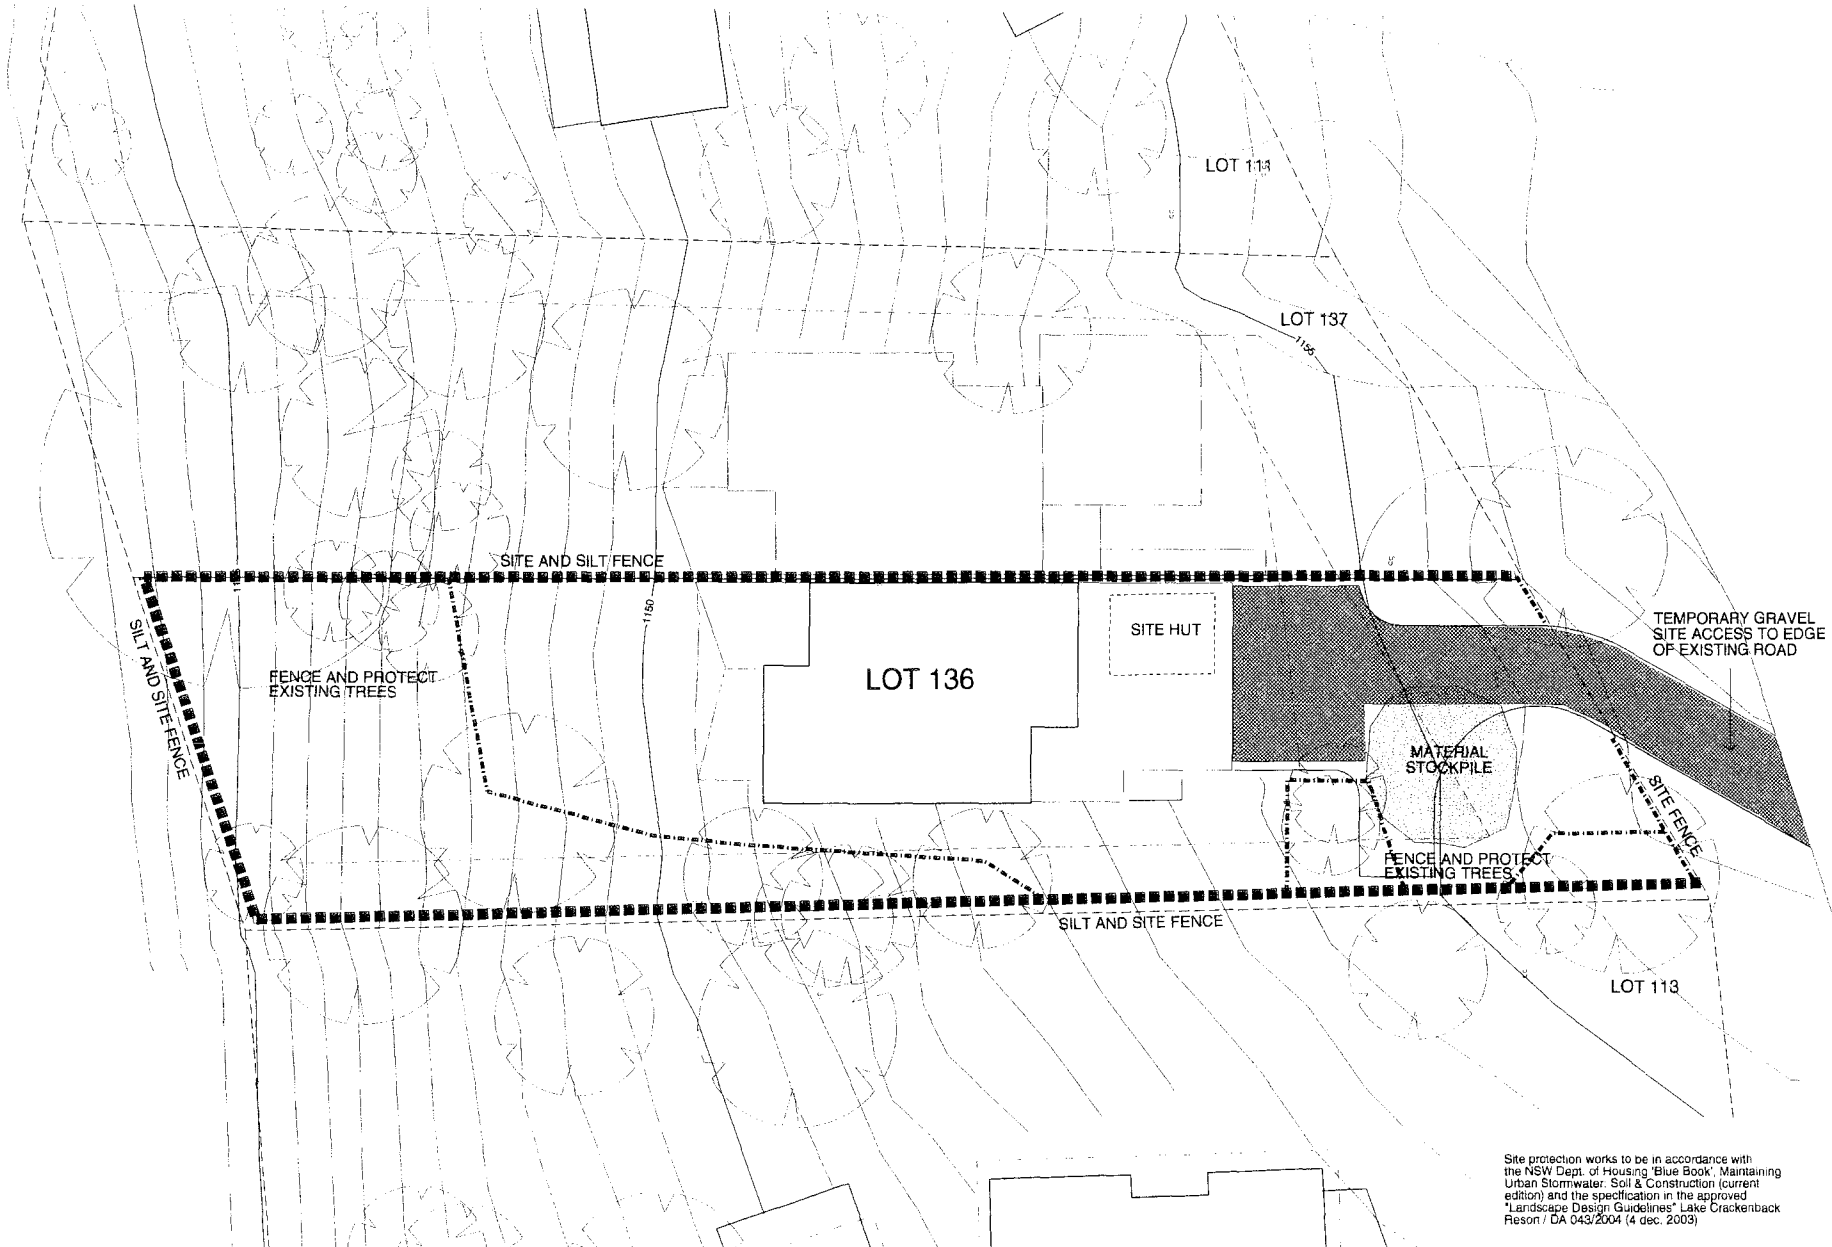 LOT 111
LOT 137
1155
SITE AND SILT FENCE
1150
SITE HUT
TEMPORARY GRAVEL
SITE ACCESS TO EDGE
OF EXISTING ROAD
SILT AND SITE FENCE
FENCE AND PROTECT
EXISTING TREES
LOT 136
MATERIAL
STOCKPILE
SITE FENCE
FENCE AND PROTECT
EXISTING TREES
SILT AND SITE FENCE
LOT 113
Site protection works to be in accordance with
the NSW Dept. of Housing 'Blue Book', Maintaining
Urban Stormwater: Soil & Construction (current
edition) and the specification in the approved
"Landscape Design Guidelines" Lake Crackenback
Resort / DA 043/2004 (4 dec. 2003)